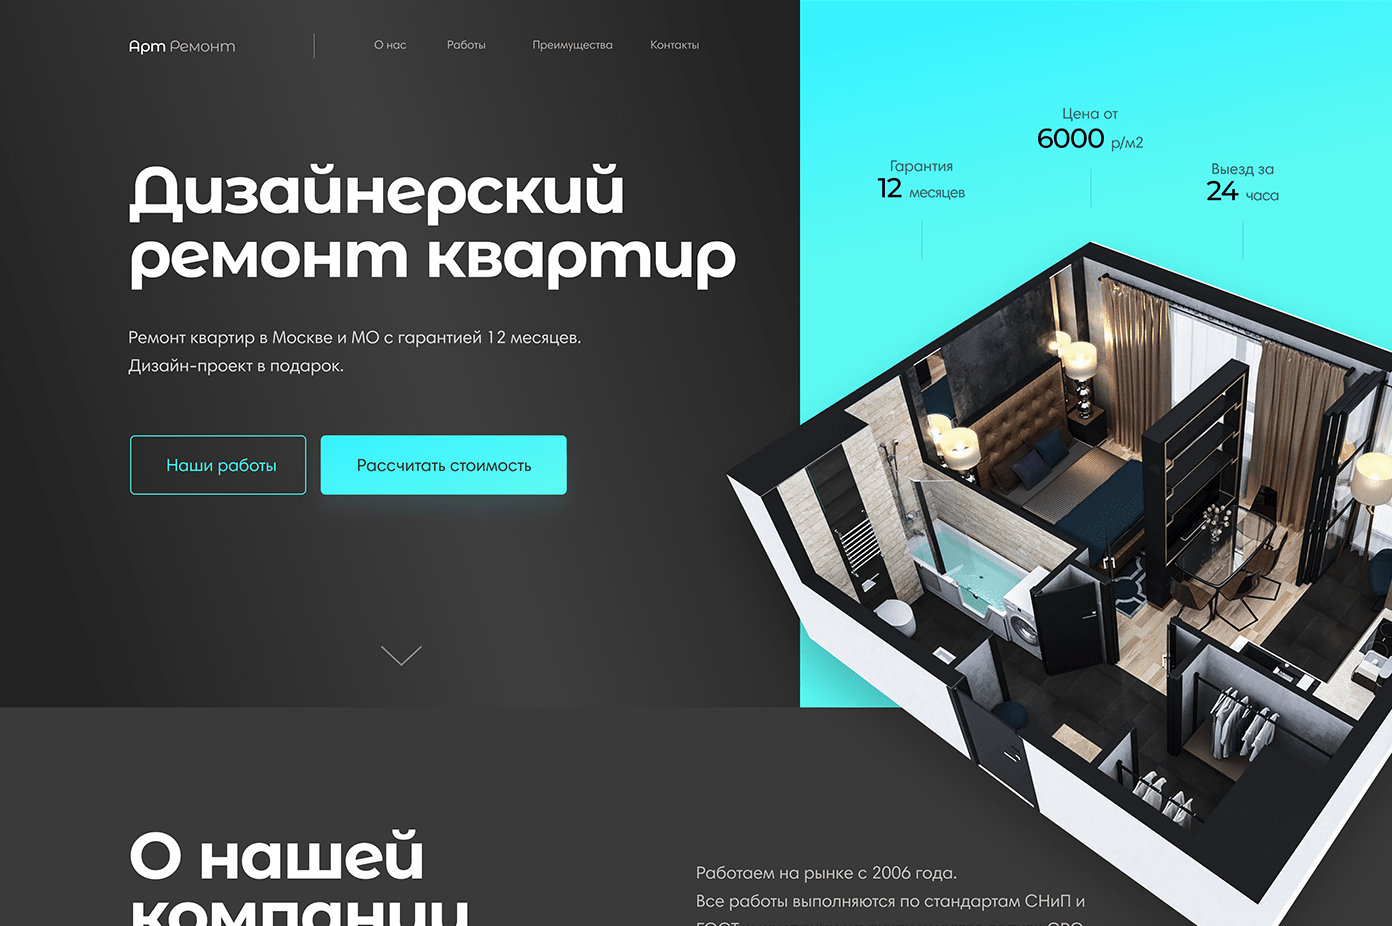 Арт Ремонт
О нас
Работы
Преимущества
Контакты
Дизайнерский
ремонт квартир
Ремонт квартир в Москве и МО с гарантией 12 месяцев.
Дизайн-проект в подарок.
Наши работы
Рассчитать стоимость
Гарантия
12 месяцев
Цена от
6000 р/м2
Выезд за
24 часа
О нашей
компании
Работаем на рынке с 2006 года.
Все работы выполняются по стандартам СНиП и